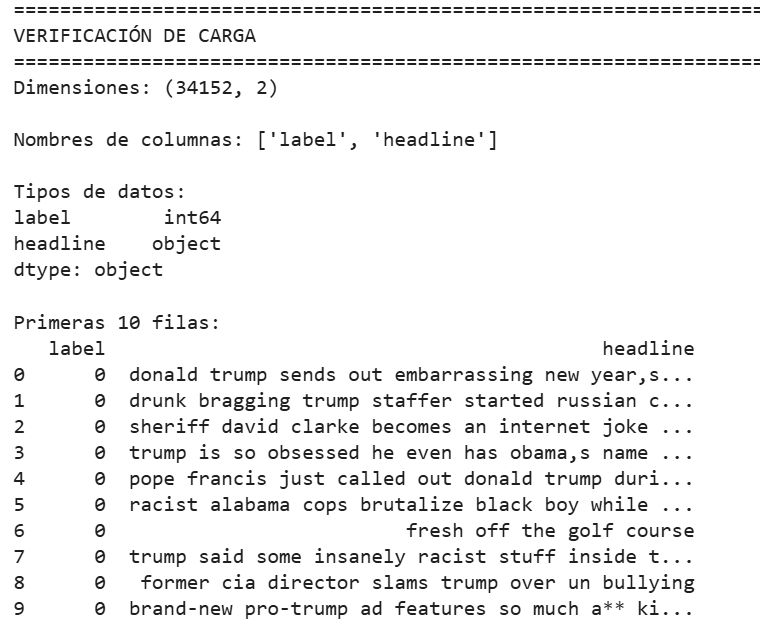 =================================================================
VERIFICACIÓN DE CARGA
=================================================================
Dimensiones: (34152, 2)
Nombres de columnas: ['label', 'headline']
Tipos de datos:
label        int64
headline    object
dtype: object
Primeras 10 filas:
   label                                           headline
0      0  donald trump sends out embarrassing new year,s...
1      0  drunk bragging trump staffer started russian c...
2      0  sheriff david clarke becomes an internet joke ...
3      0  trump is so obsessed he even has obama,s name ...
4      0  pope francis just called out donald trump duri...
5      0  racist alabama cops brutalize black boy while ...
6      0                          fresh off the golf course
7      0  trump said some insanely racist stuff inside t...
8      0   former cia director slams trump over un bullying
9      0  brand-new pro-trump ad features so much a** ki...